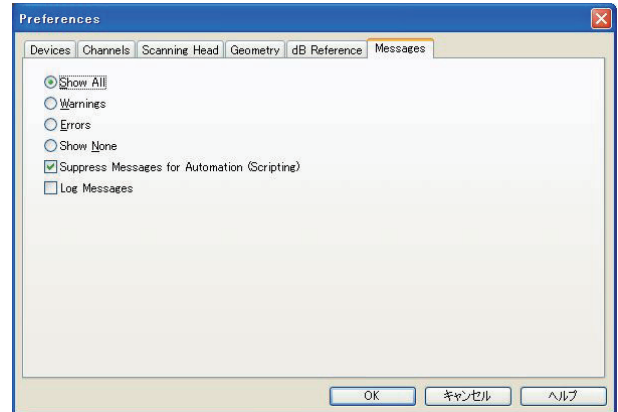 Preferences
Devices Channels Scanning Head Geometry dB Reference Messages
Show All
Warnings
Errors
Show None
Suppress Messages for Automation (Scripting)
Log Messages
OK キャンセル ヘルプ